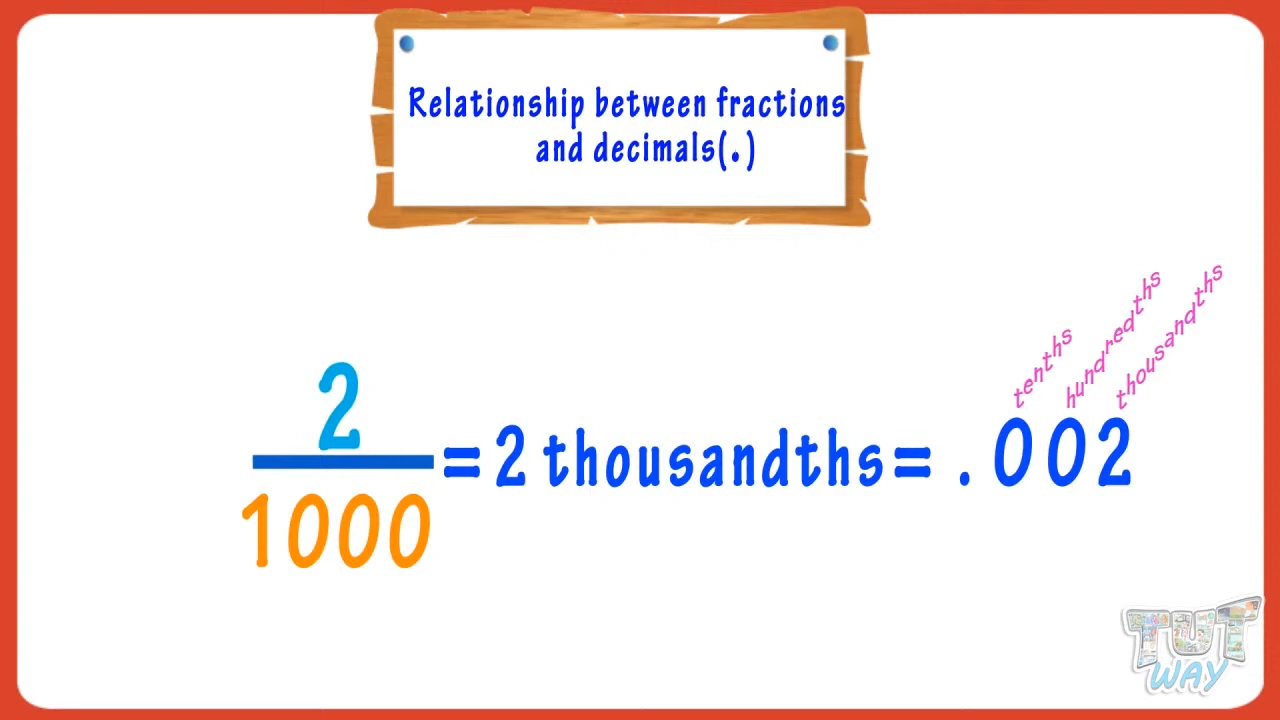 Relationship between fractions
and decimals(.)
tenths hundredths thousandths
2
1000
=2 thousandths= .002
TUT
WAY